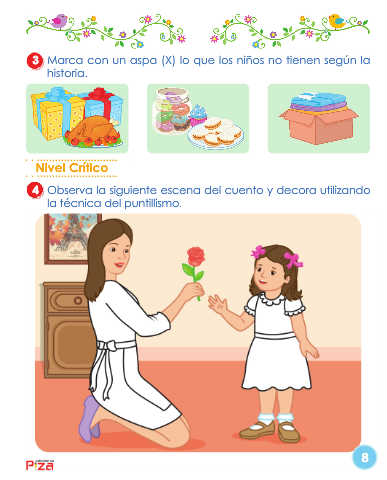 3 Marca con un aspa (X) lo que los niños no tienen según la
historia.
Nivel Crítico
4 Observa la siguiente escena del cuento y decora utilizando
la técnica del puntillismo.
PIZA
8